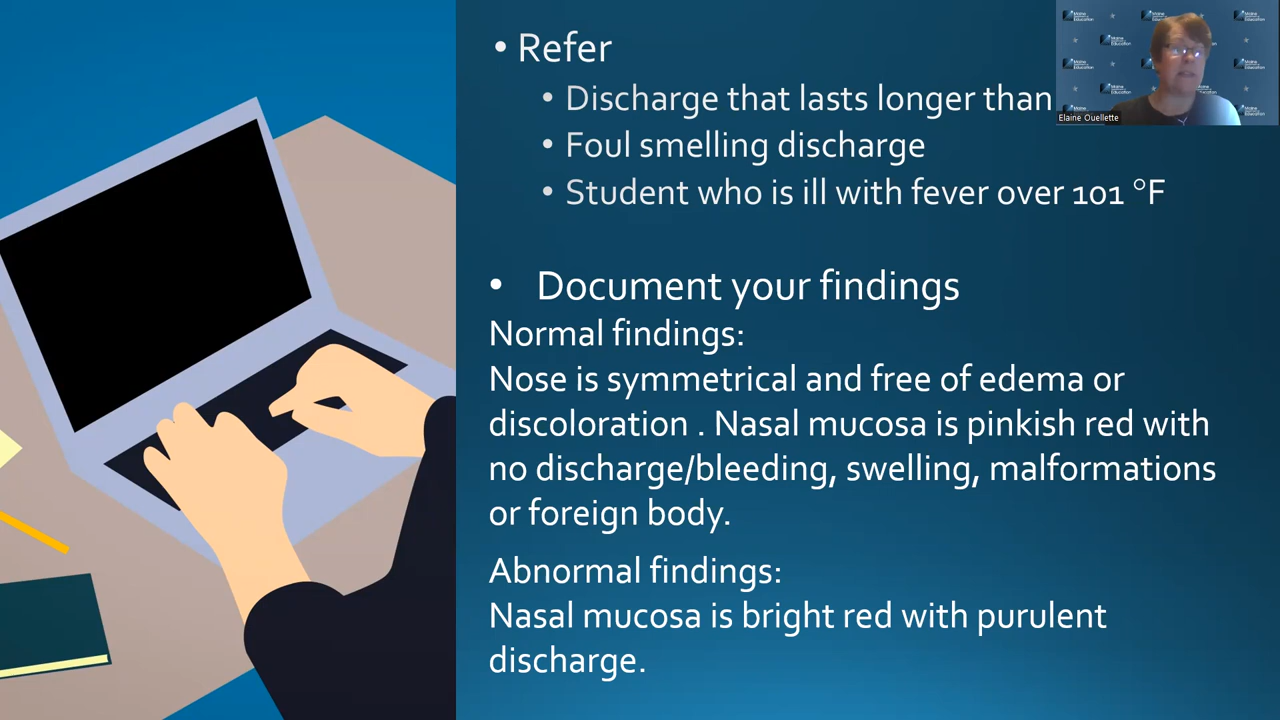 • Refer
• Discharge that lasts longer than
• Foul smelling discharge
• Student who is ill with fever over 101 °F
• Document your findings
Normal findings:
Nose is symmetrical and free of edema or
discoloration . Nasal mucosa is pinkish red with
no discharge/bleeding, swelling, malformations
or foreign body.
Abnormal findings:
Nasal mucosa is bright red with purulent
discharge.
Elaine Ouellette